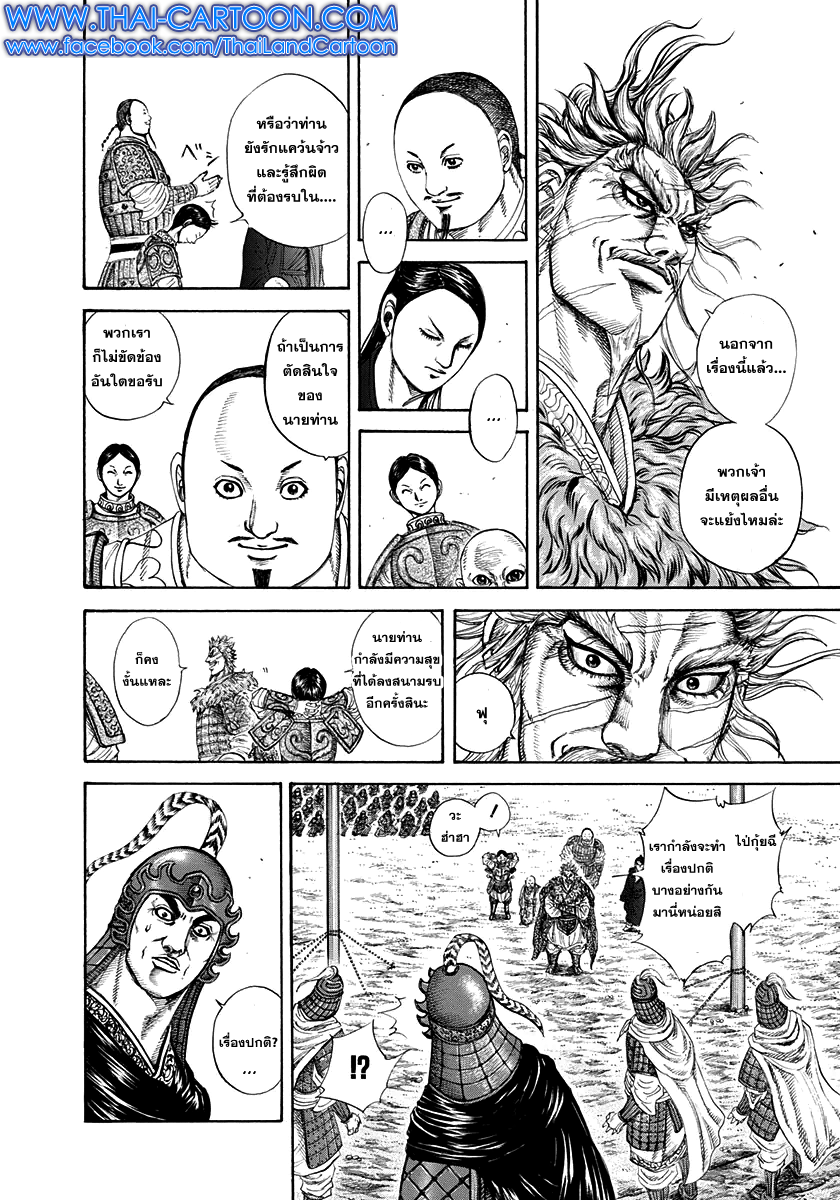 WWW.THAI-CARTOON.COM
www.facebook.com/ThaiLandCartoon
นอกจาก
เรื่องนี้แล้ว...
พวกเจ้า
มีเหตุผลอื่น
จะแย้งไหมล่ะ
...
...
หรือว่าท่าน
ยังรักแคว้นจ้าว
และรู้สึกผิด
ที่ต้องรบใน....
ถ้าเป็นการ
ตัดสินใจ
ของ
นายท่าน
พวกเรา
ก็ไม่ขัดข้อง
อันใดขอรับ
ฟุ
นายท่าน
กำลังมีความสุข
ที่ได้ลงสนามรบ
อีกครั้งสินะ
ก็คง
งั้นแหละ
ไป่กุ้ยฉี
เรากำลังจะทำ
เรื่องปกติ
บางอย่างกัน
มานี่หน่อยสิ
วะ
ฮ่าฮา
!
!?
เรื่องปกติ?
...